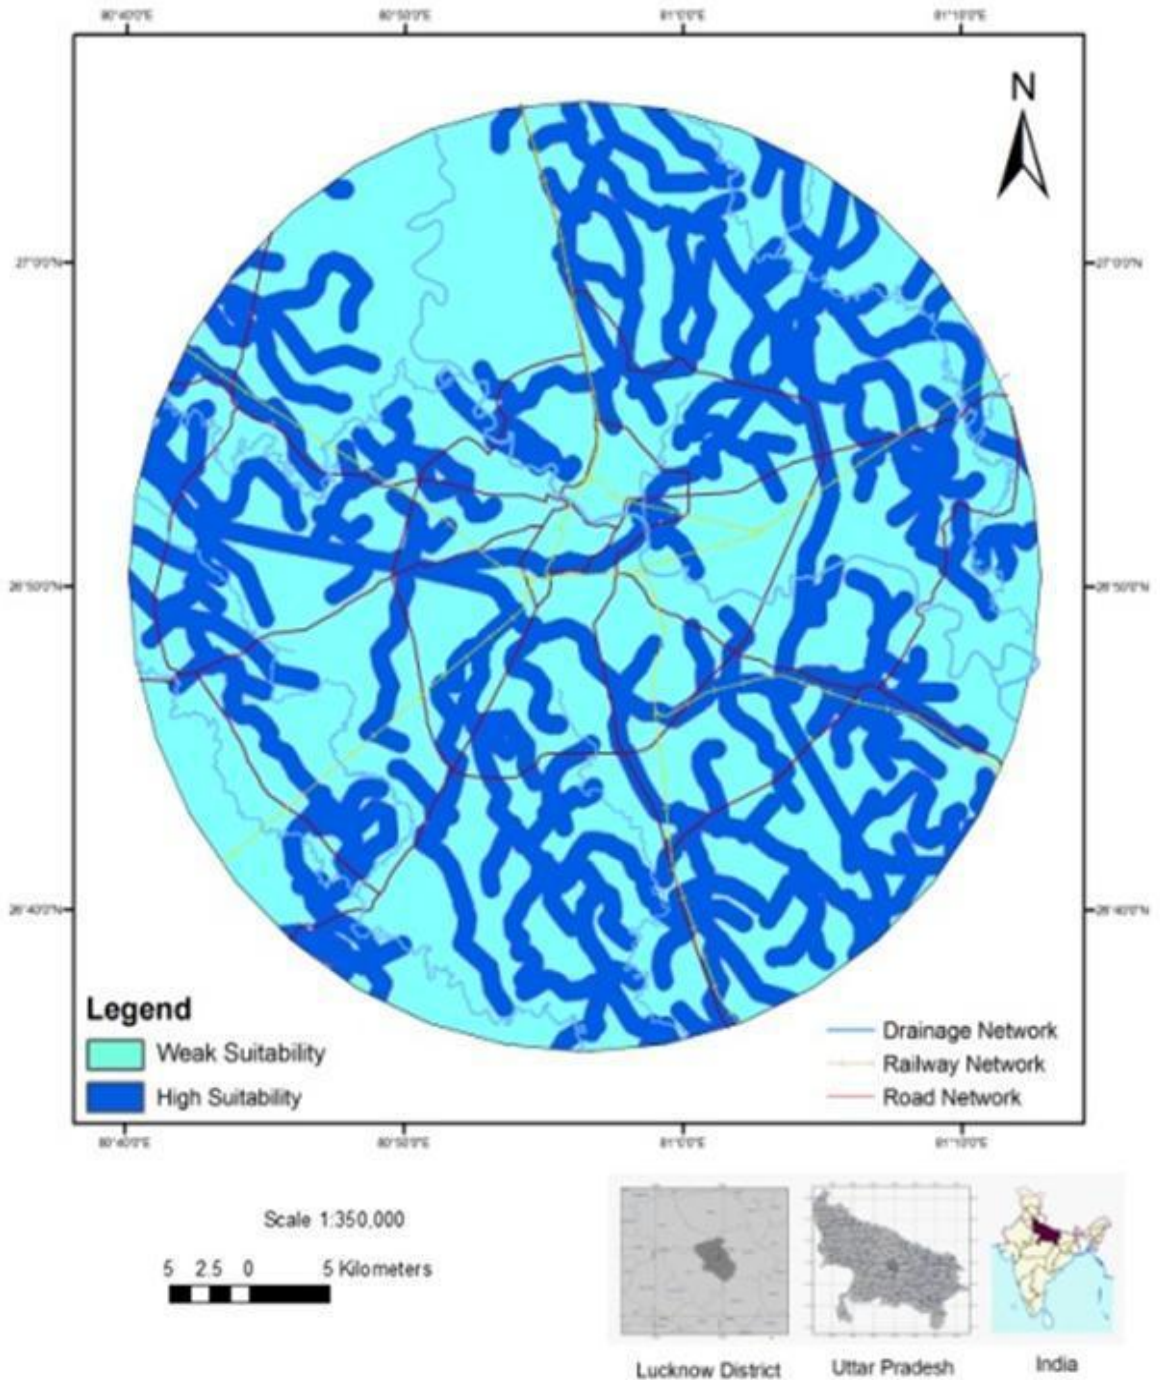 80°40'0"E 80°50'0"E 81°0'0"E 81°10'0"E
N
27°0'0"N 27°0'0"N
26°50'0"N 26°50'0"N
26°40'0"N 26°40'0"N
Legend
Weak Suitability
High Suitability
Drainage Network
Railway Network
Road Network
80°40'0"E 80°50'0"E 81°0'0"E 81°10'0"E
Scale 1:350,000
5 2.5 0 5 Kilometers
Lucknow District
Uttar Pradesh
India